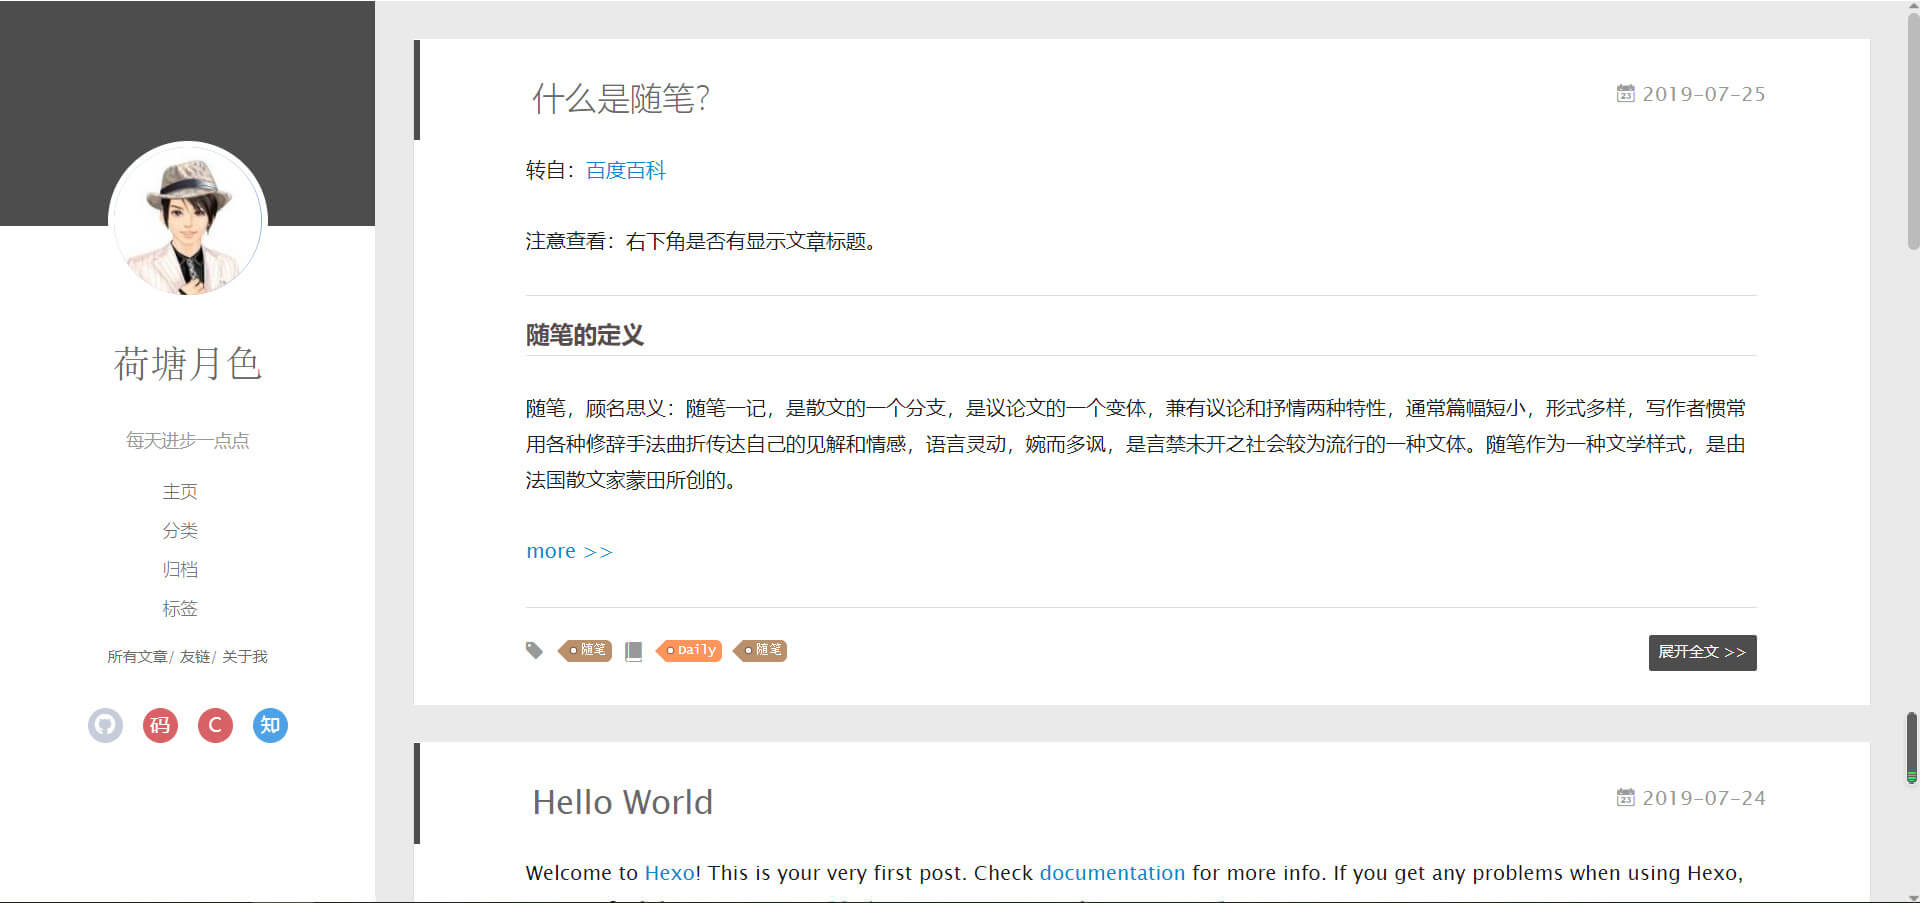 荷塘月色
每天进步一点点
主页
分类
归档
标签
所有文章/ 友链/ 关于我
码 C 知
什么是随笔?
23 2019-07-25
转自：百度百科
注意查看：右下角是否有显示文章标题。
随笔的定义
随笔，顾名思义：随笔一记，是散文的一个分支，是议论文的一个变体，兼有议论和抒情两种特性，通常篇幅短小，形式多样，写作者惯常
用各种修辞手法曲折传达自己的见解和情感，语言灵动，婉而多讽，是言禁未开之社会较为流行的一种文体。随笔作为一种文学样式，是由
法国散文家蒙田所创的。
more >>
随笔 Daily 随笔
展开全文 >>
Hello World
23 2019-07-24
Welcome to Hexo! This is your very first post. Check documentation for more info. If you get any problems when using Hexo,